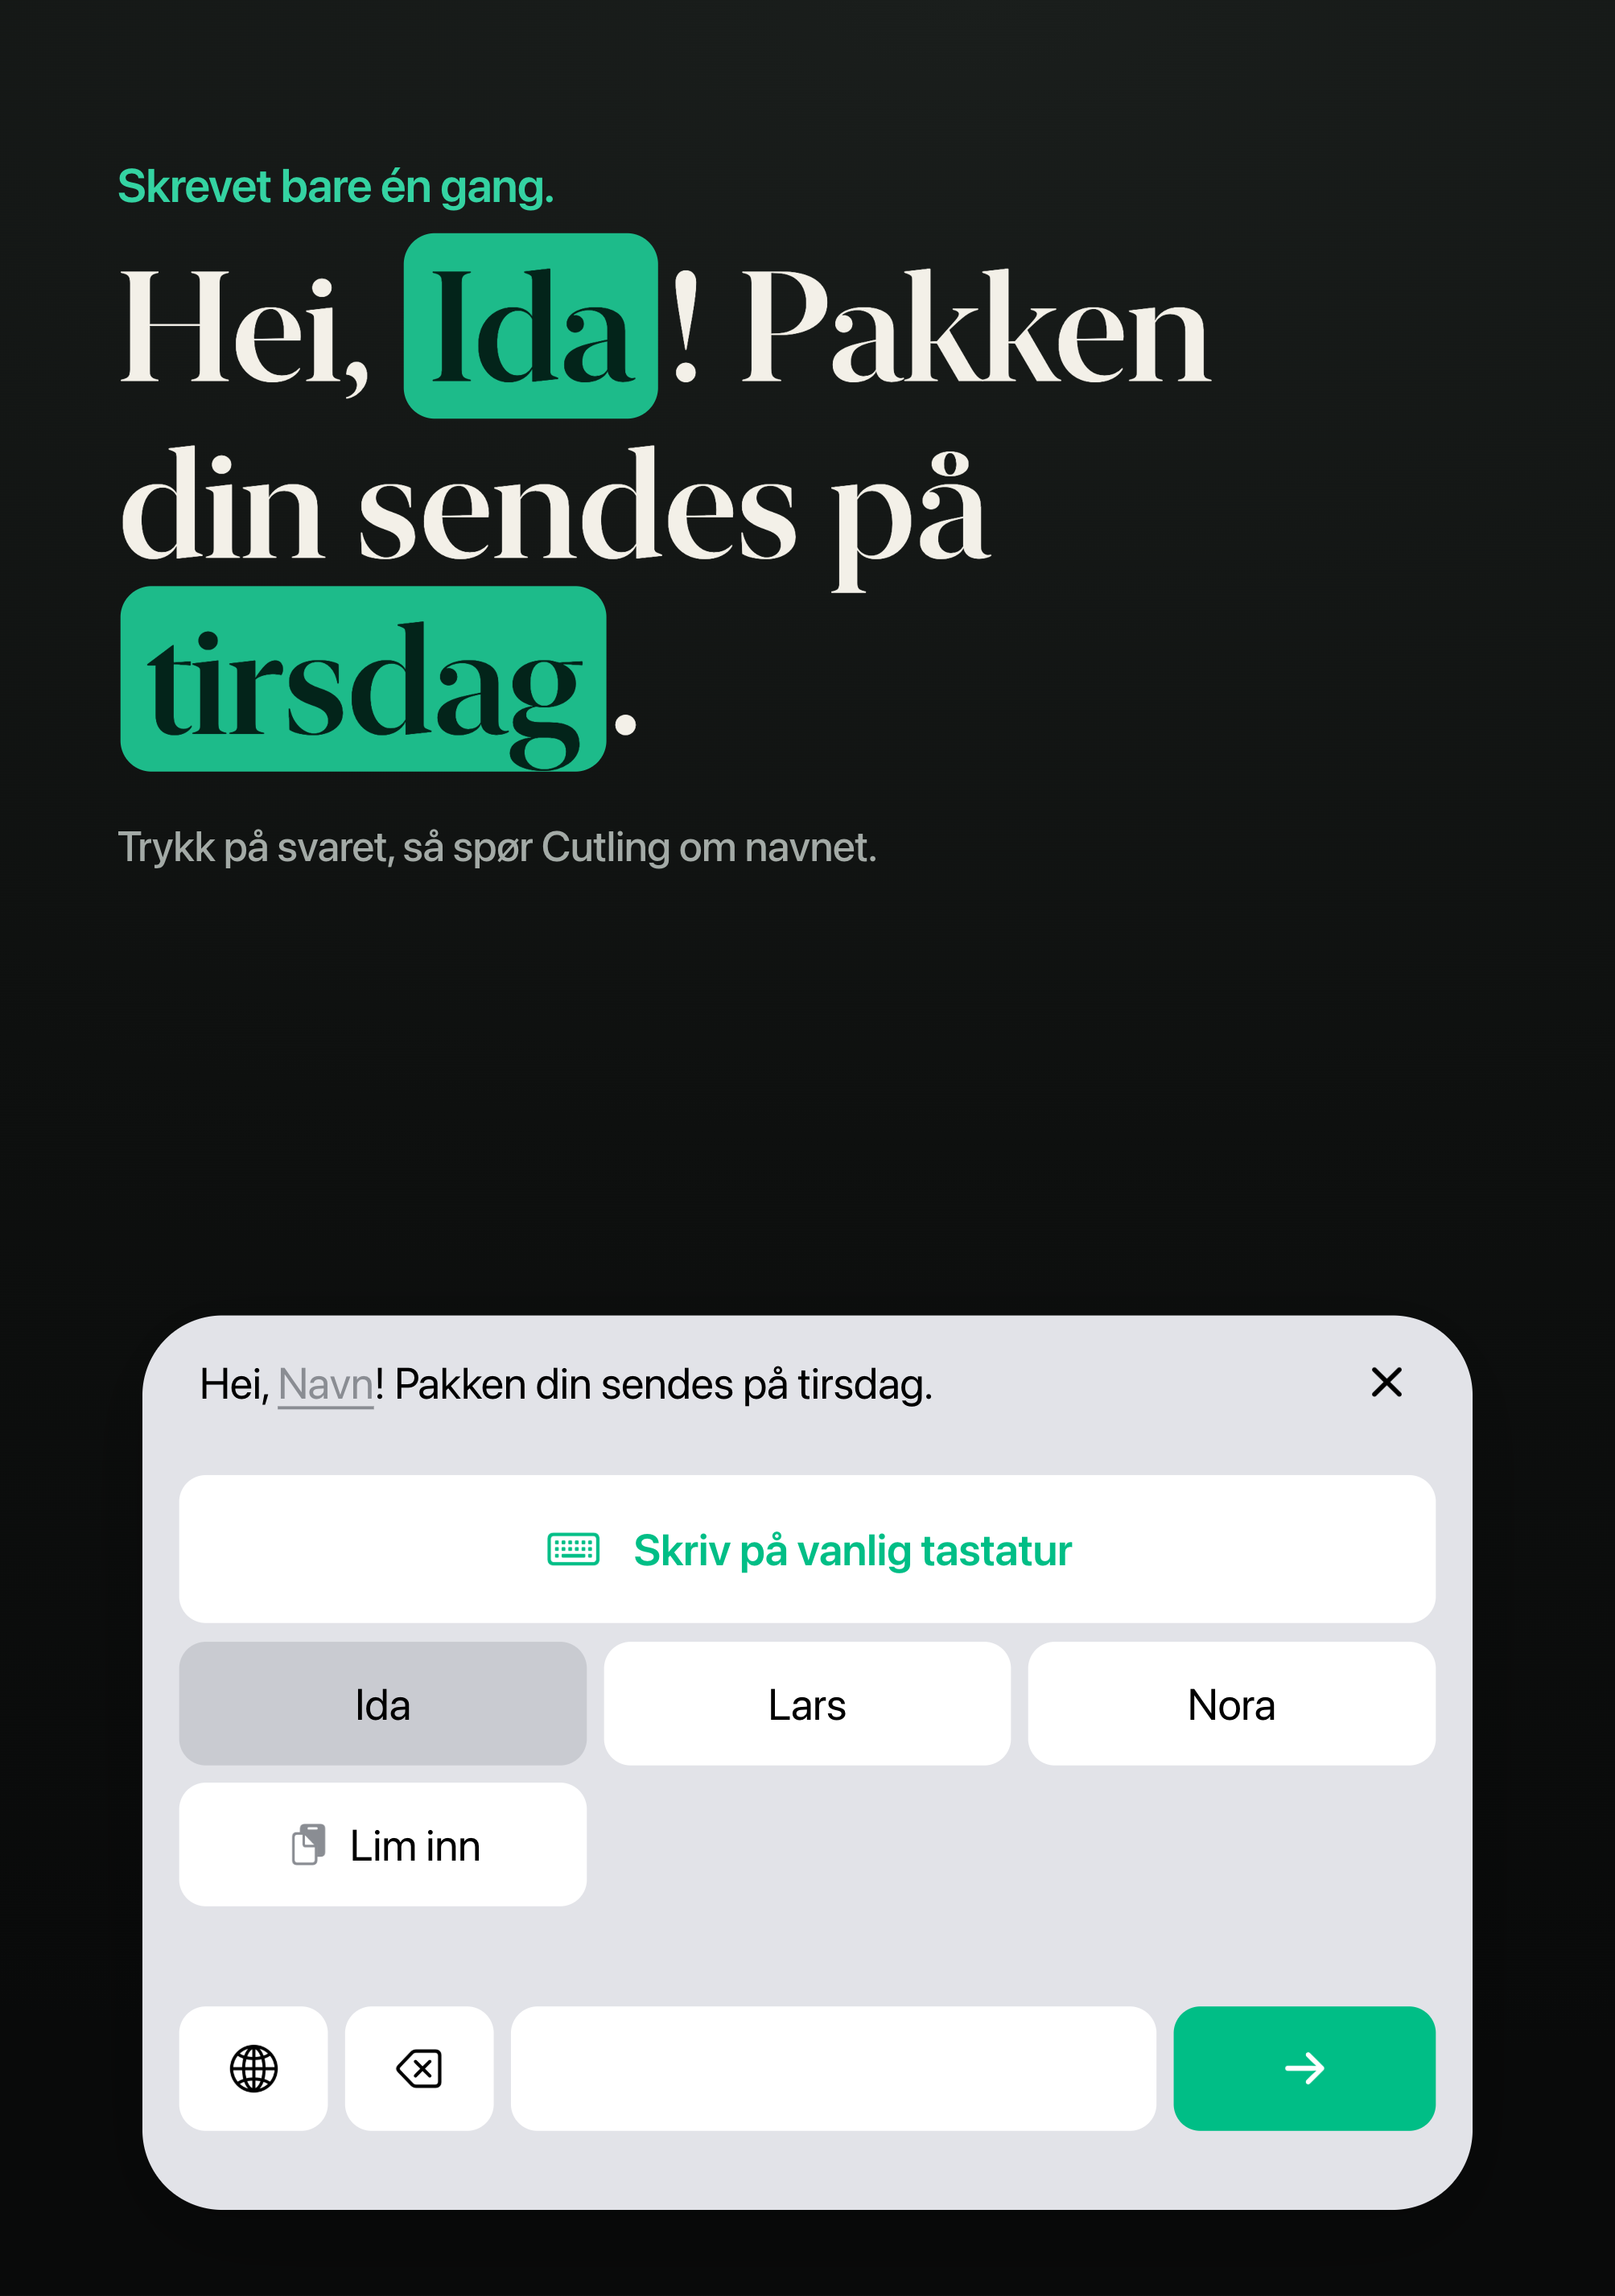 Skrevet bare én gang.
Hei, Ida! Pakken
din sendes på
tirsdag.
Trykk på svaret, så spør Cutling om navnet.
Hei, Navn! Pakken din sendes på tirsdag.
Skriv på vanlig tastatur
Ida
Lars
Nora
Lim inn